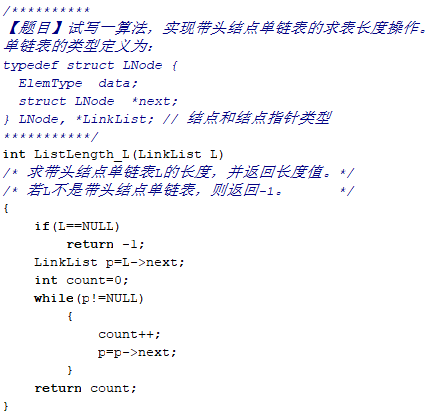 /**********
【题目】试写一算法，实现带头结点单链表的求表长度操作。
单链表的类型定义为：
typedef struct LNode {
  ElemType  data;
  struct LNode  *next;
} LNode, *LinkList; // 结点和结点指针类型
***********/
int ListLength_L(LinkList L)
/* 求带头结点单链表L的长度，并返回长度值。*/
/* 若L不是带头结点单链表，则返回-1。      */
{
    if(L==NULL)
        return -1;
    LinkList p=L->next;
    int count=0;
    while(p!=NULL)
        {
            count++;
            p=p->next;
        }
    return count;
}